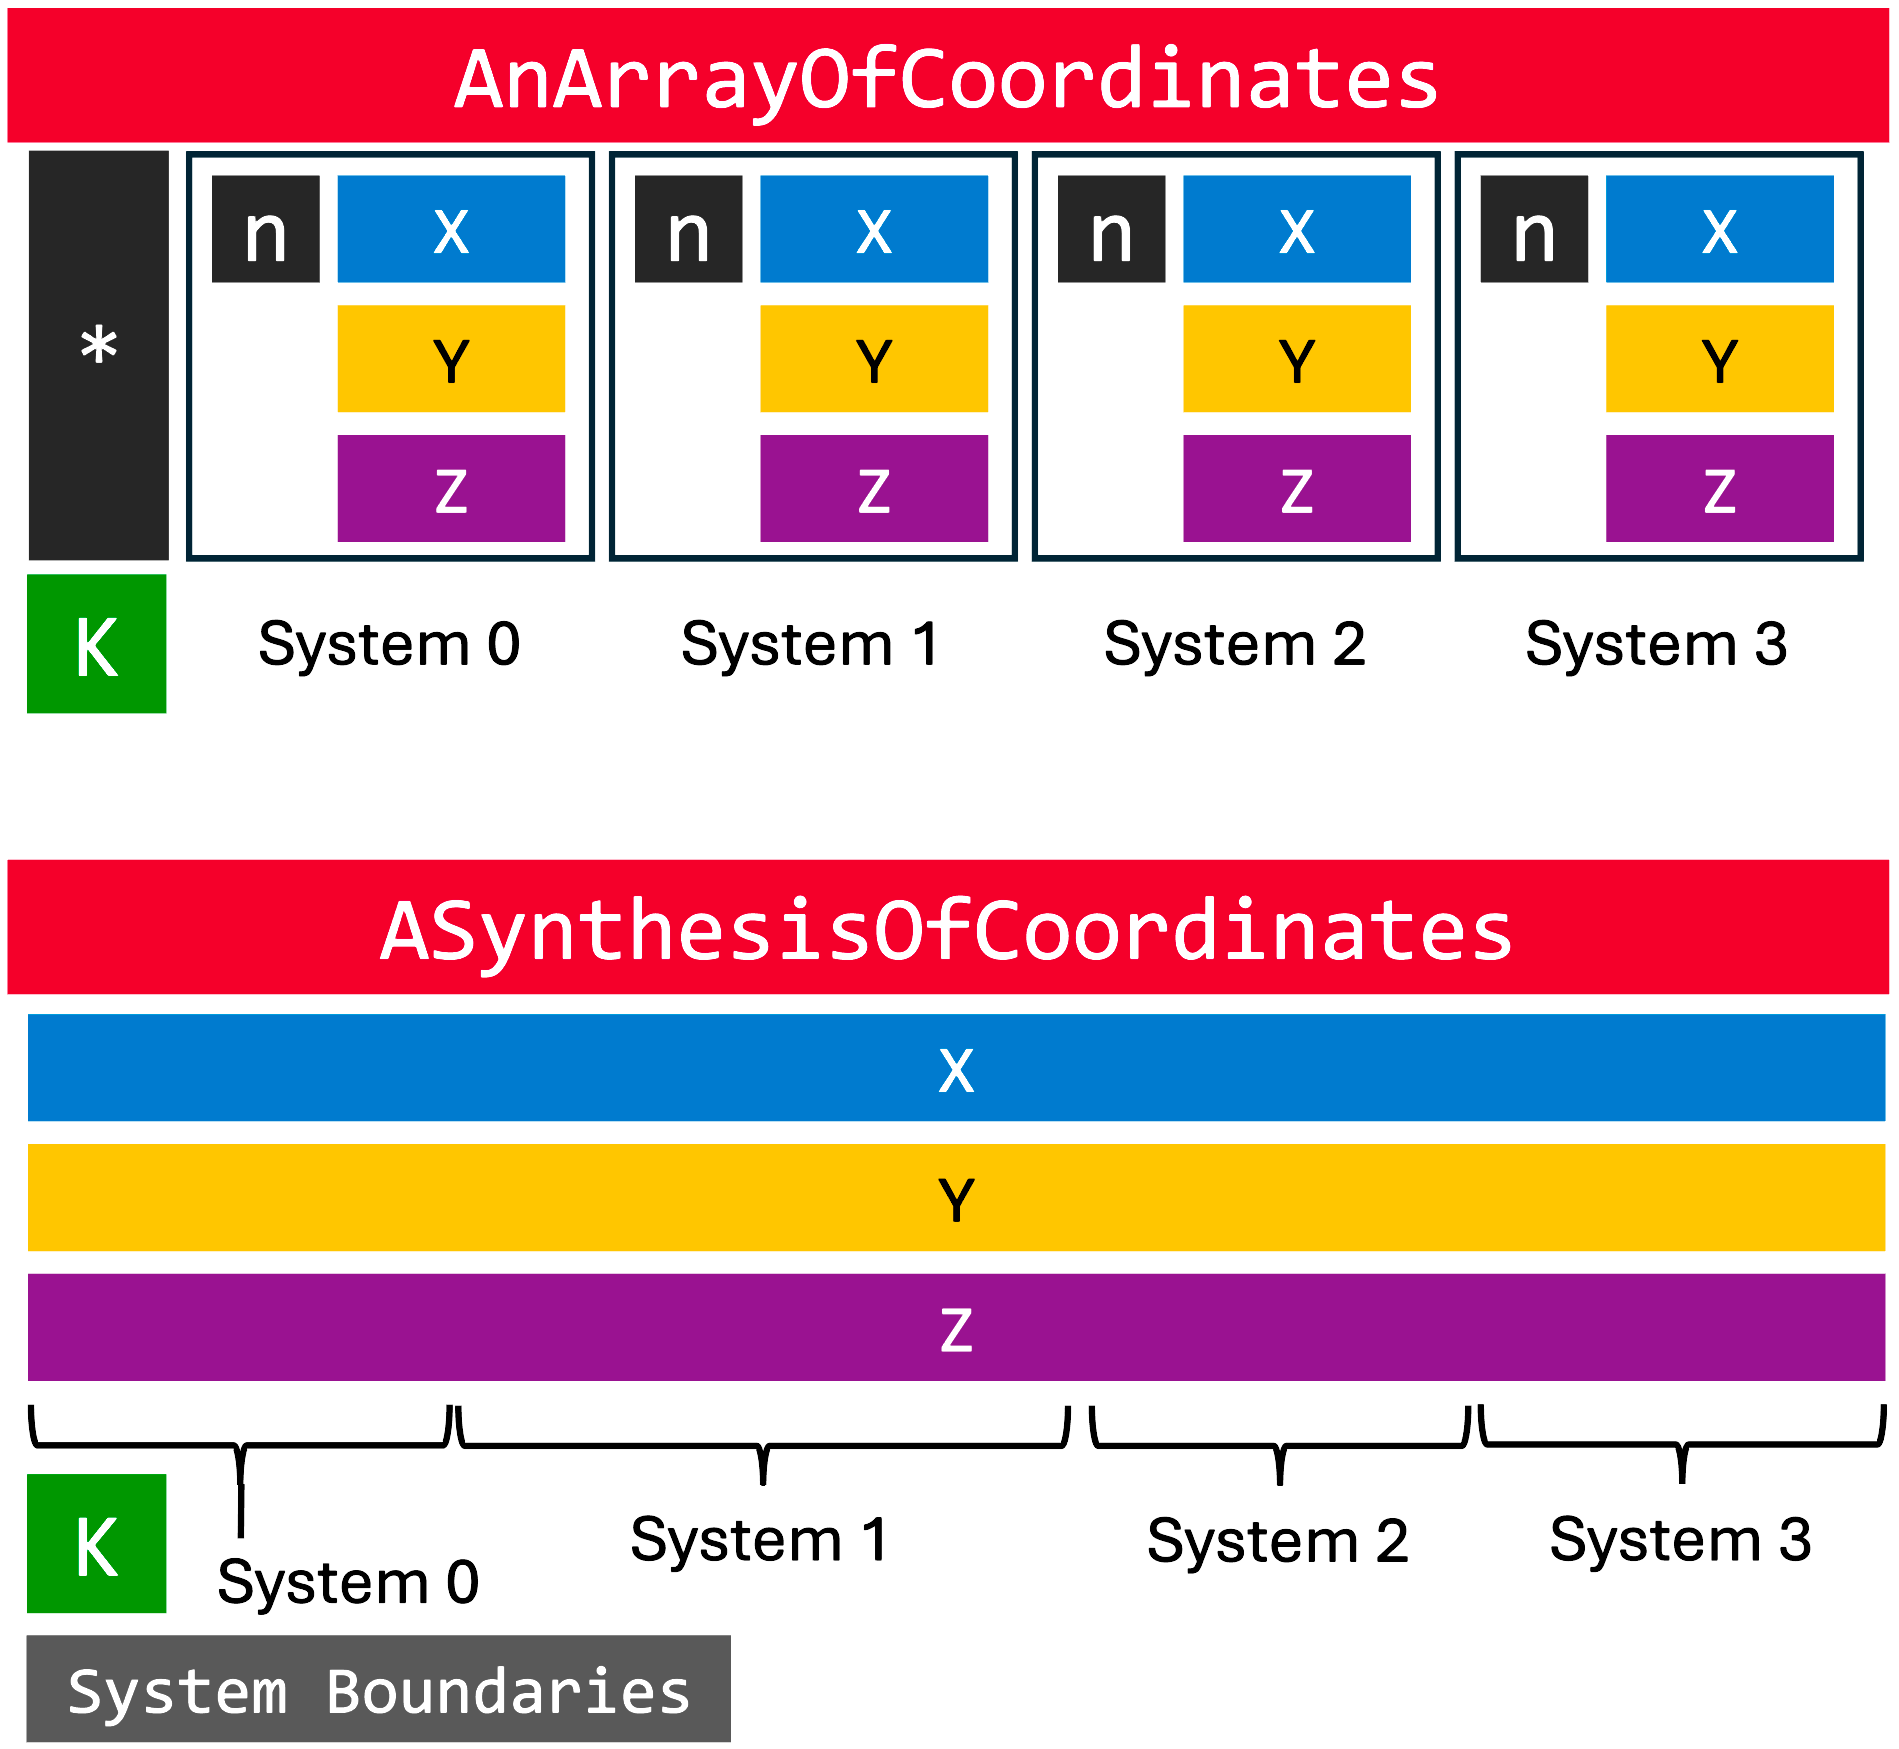 AnArrayOfCoordinates
n X n X n X n X
* Y Y Y Y
Z Z Z Z
K System 0 System 1 System 2 System 3
ASynthesisOfCoordinates
X
Y
Z
K System 0 System 1 System 2 System 3
System Boundaries